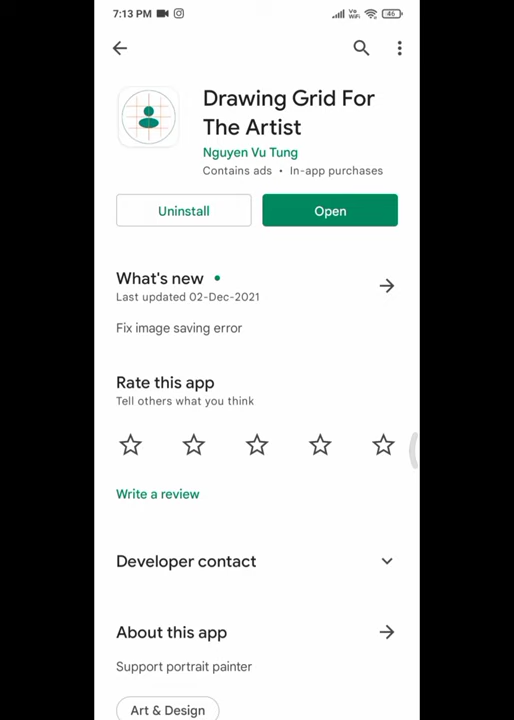 7:13 PM
Vo
WiFi
46
Drawing Grid For
The Artist
Nguyen Vu Tung
Contains ads • In-app purchases
Uninstall
Open
What's new •
Last updated 02-Dec-2021
Fix image saving error
Rate this app
Tell others what you think
Write a review
Developer contact
About this app
Support portrait painter
Art & Design